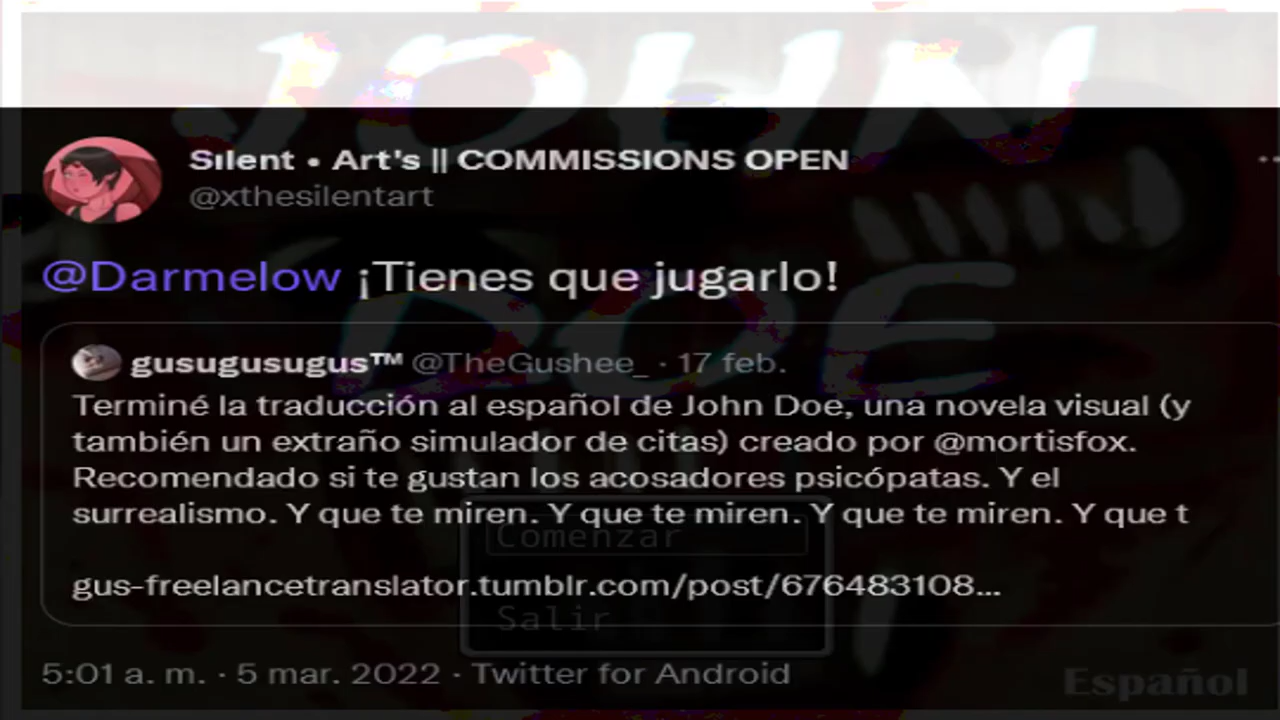 JOHN
Sılent • Art's || COMMISSIONS OPEN
@xthesilentart
@Darmelow ¡Tienes que jugarlo!
DOE
gusugusugus™ @TheGushee_ · 17 feb.
Terminé la traducción al español de John Doe, una novela visual (y
también un extraño simulador de citas) creado por @mortisfox.
Recomendado si te gustan los acosadores psicópatas. Y el
surrealismo. Y que te miren. Y que te miren. Y que te miren. Y que t
Comenzar
gus-freelancetranslator.tumblr.com/post/676483108...
Salir
5:01 a. m. · 5 mar. 2022 · Twitter for Android
Español